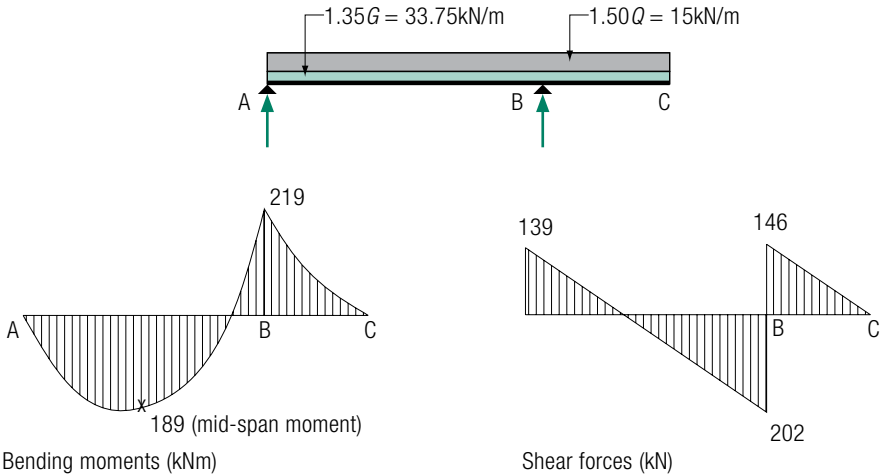 1.35G = 33.75kN/m
1.50Q = 15kN/m
A
B
C
219
A
B
C
189 (mid-span moment)
Bending moments (kNm)
139
146
B
C
202
Shear forces (kN)